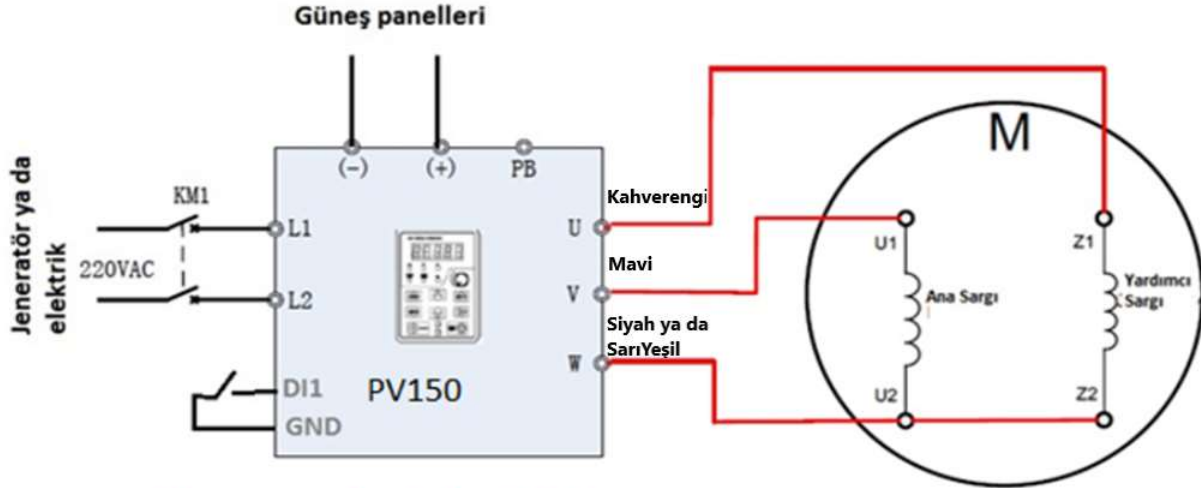 Güneş panelleri
Jeneratör ya da
elektrik
KM1
220VAC
(-)
(+)
PB
L1
L2
DI1
GND
PV150
U
V
W
Kahverengi
Mavi
Siyah ya da
SarıYeşil
M
U1
Z1
Ana Sargı
Yardımcı
Sargı
U2
Z2